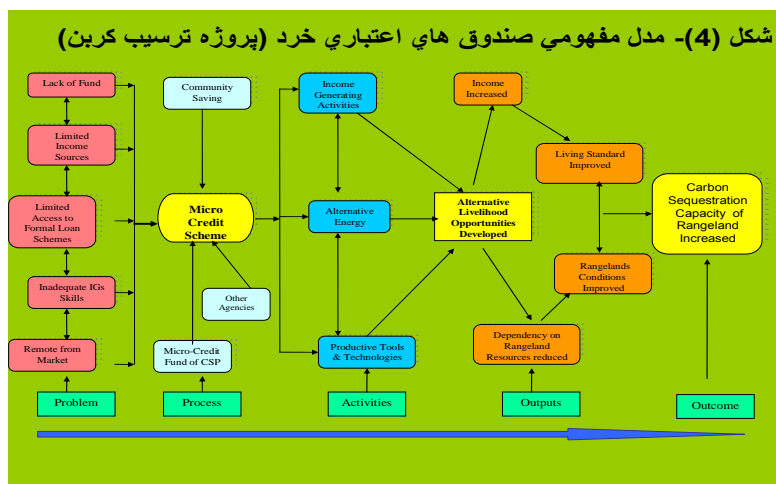 شكل (4)- مدل مفهومي صندوق هاي اعتباري خرد (پروژه ترسيب كربن)
Lack of Fund
Limited
Income
Sources
Limited
Access to
Formal Loan
Schemes
Inadequate IGs
Skills
Remote from
Market
Problem
Community
Saving
Micro
Credit
Scheme
Other
Agencies
Micro-Credit
Fund of CSP
Process
Income
Generating
Activities
Alternative
Energy
Productive Tools
& Technologies
Activities
Alternative
Livelihood
Opportunities
Developed
Income
Increased
Living Standard
Improved
Rangelands
Conditions
Improved
Dependency on
Rangeland
Resources reduced
Outputs
Carbon
Sequestration
Capacity of
Rangeland
Increased
Outcome